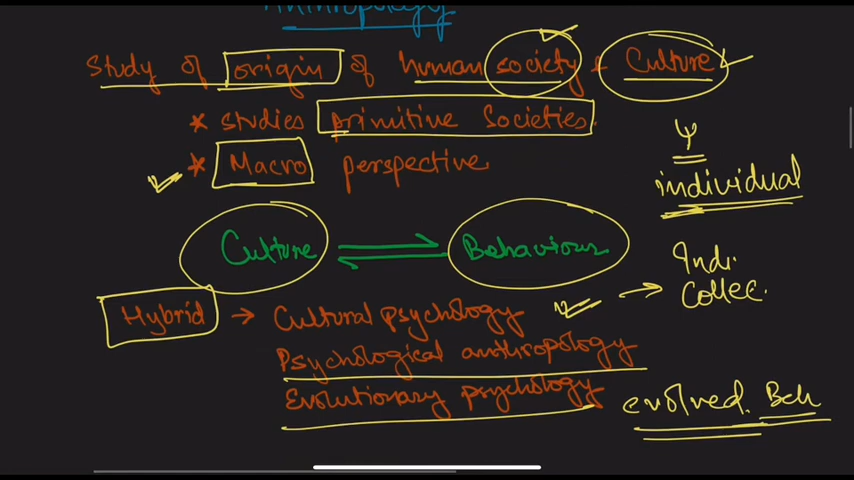 Anthropology
Study of origin of human society + Culture
* studies primitive Societies
* Macro perspective
ψ
individual
Culture ⇌ Behaviour
Indi.
Collec.
Hybrid → Cultural psychology →
Psychological anthropology
Evolutionary psychology
evolved. Beh